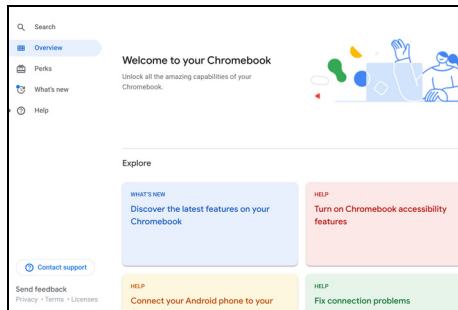 Search
Overview
Perks
What's new
Help
Contact support
Send feedback
Privacy • Terms • Licenses
Welcome to your Chromebook
Unlock all the amazing capabilities of your
Chromebook.
Explore
WHAT'S NEW
Discover the latest features on your
Chromebook
HELP
Turn on Chromebook accessibility
features
HELP
Connect your Android phone to your
HELP
Fix connection problems